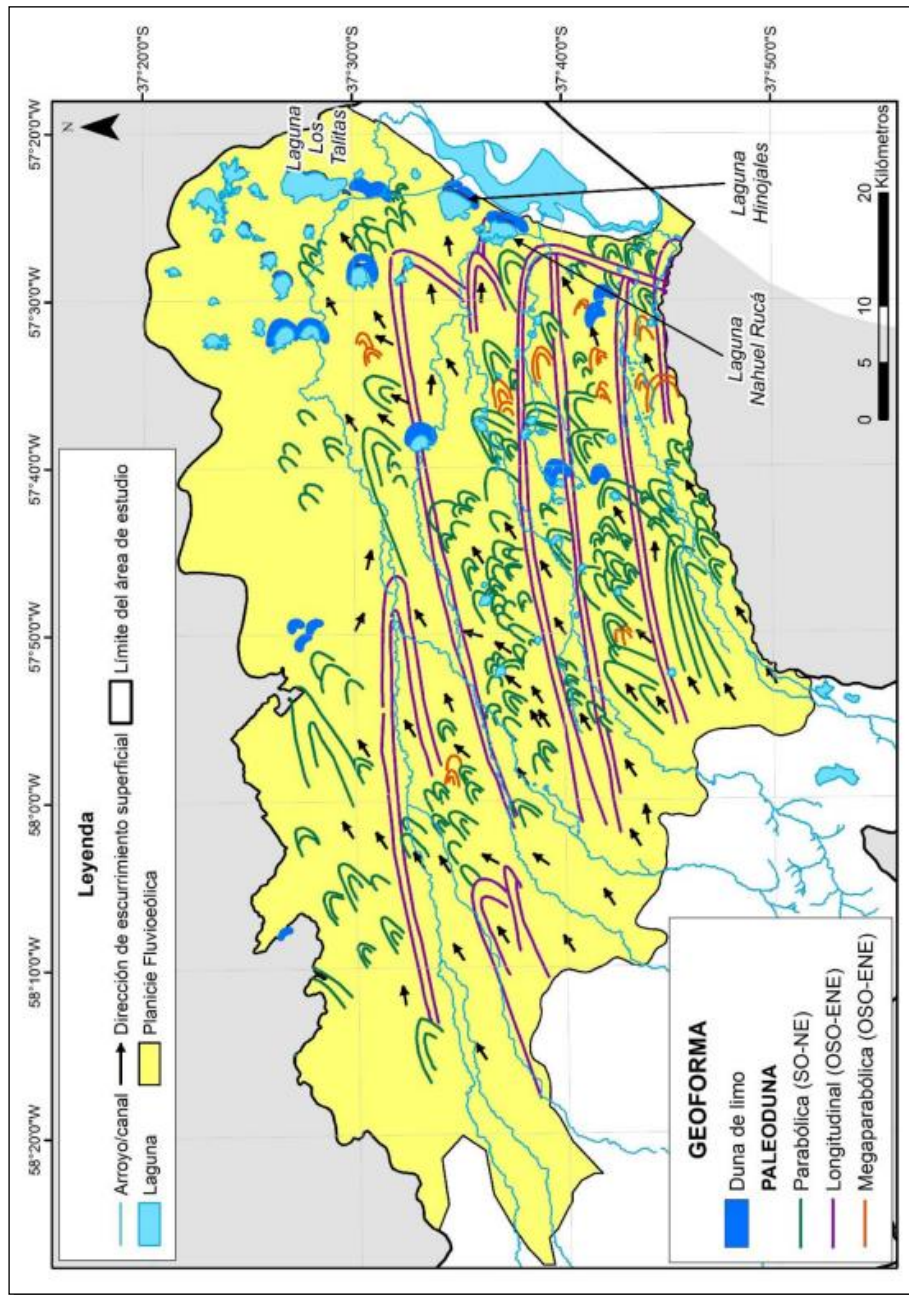 Leyenda
Arroyo/canal
Dirección de escurrimiento superficial
Límite del área de estudio
Laguna
Planicie Fluvioeólica
GEOFORMA
Duna de limo
PALEODUNA
Parabólica (SO-NE)
Longitudinal (OSO-ENE)
Megaparabólica (OSO-ENE)
58°20'0"W
58°10'0"W
58°0'0"W
57°50'0"W
57°40'0"W
57°30'0"W
57°20'0"W
37°20'0"S
37°30'0"S
37°40'0"S
37°50'0"S
N
Laguna
Los
Talitas
Laguna
Hinojales
Laguna
Nahuel Rucá
0
5
10
20
Kilómetros